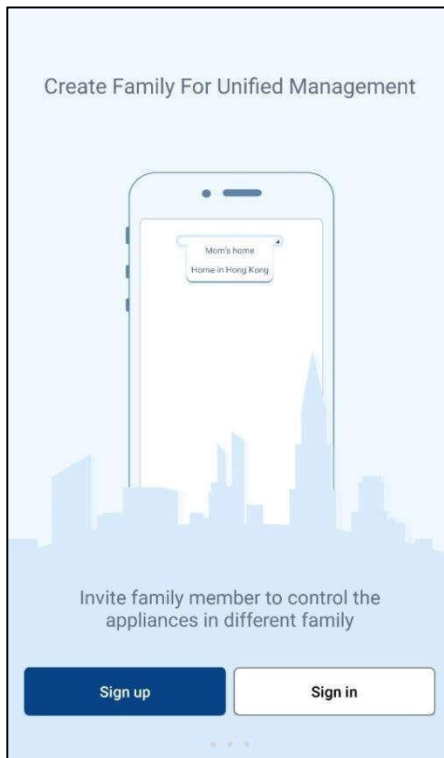 Create Family For Unified Management
Mom's home
Home in Hong Kong
Invite family member to control the
appliances in different family
Sign up
Sign in